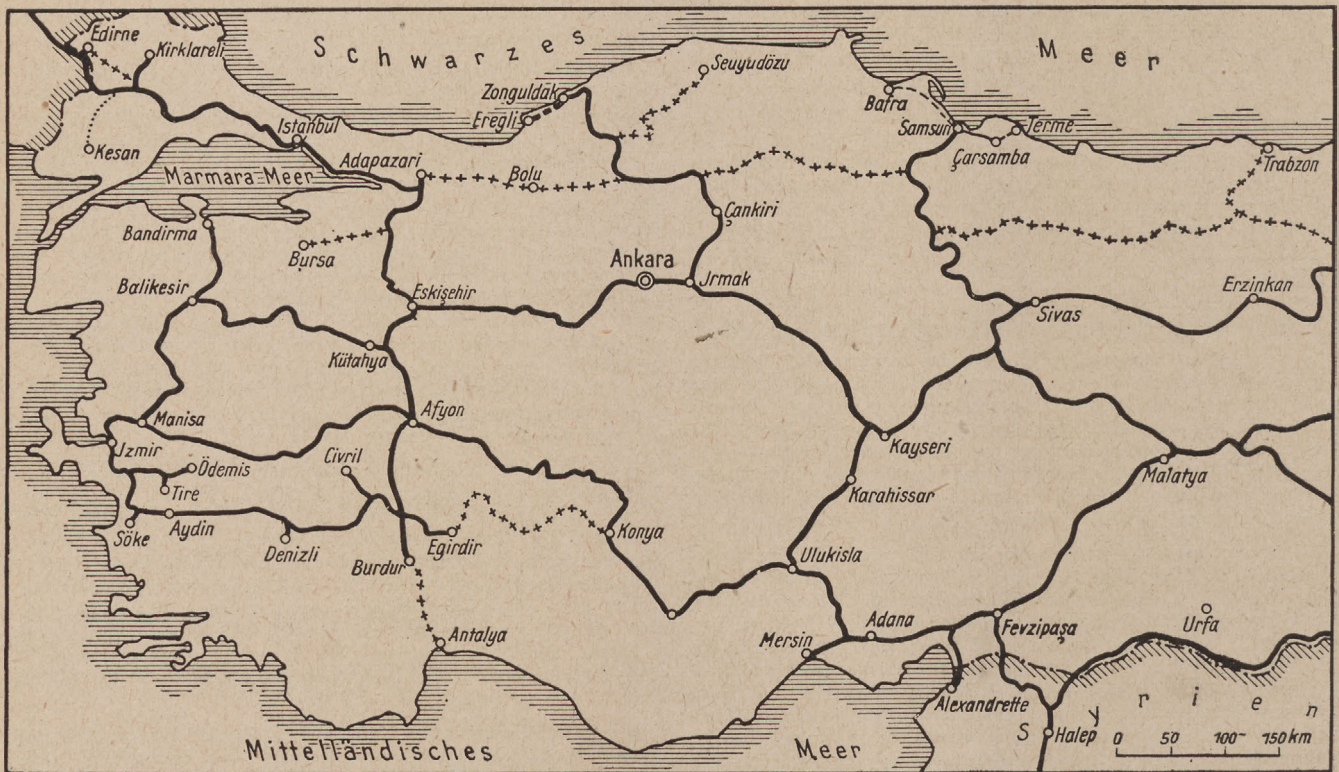 Edirne
Kirklareli
Schwarzes
Meer
Seuyudözu
Zonguldak
Eregli
Bafra
Samsun
Terme
Istanbul
Kesan
Adapazari
Çarsamba
Trabzon
Marmara-Meer
Bolu
Çankiri
Bandirma
Bursa
Ankara
Jrmak
Balikesir
Eskişehir
Erzinkan
Sivas
Kütahya
Manisa
Afyon
Jzmir
Kayseri
Civril
Ödemis
Malatya
Tire
Karahissar
Söke
Aydin
Denizli
Egirdir
Konya
Burdur
Ulukisla
Antalya
Mersin
Adana
Fevzipaşa
Urfa
Alexandrette
Syrien
Halep
Mittelländisches
Meer
0 50 100 150 km